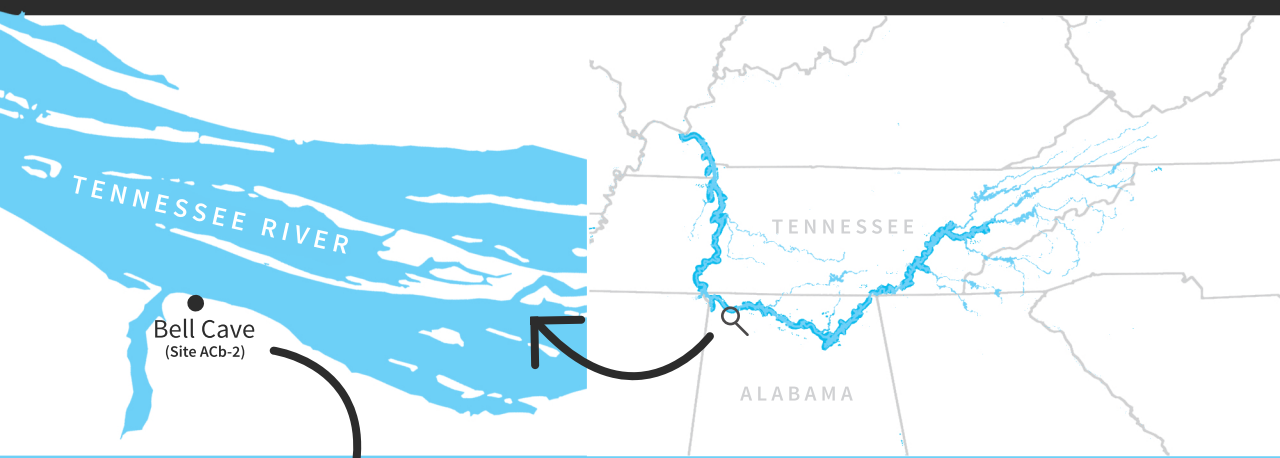 TENNESSEE RIVER
Bell Cave
(Site ACb-2)
TENNESSEE
ALABAMA